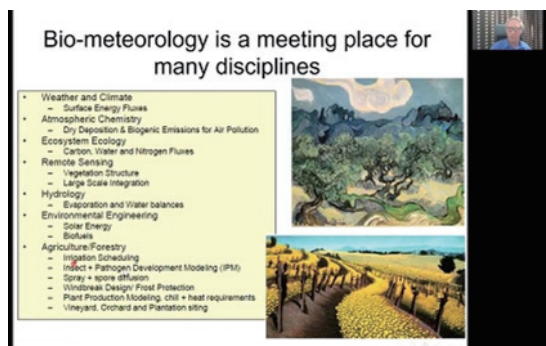 Bio-meteorology is a meeting place for
many disciplines
• Weather and Climate
– Surface Energy Fluxes
• Atmospheric Chemistry
– Dry Deposition & Biogenic Emissions for Air Pollution
• Ecosystem Ecology
– Carbon, Water and Nitrogen Fluxes
• Remote Sensing
– Vegetation Structure
– Large Scale Integration
• Hydrology
– Evaporation and Water balances
• Environmental Engineering
– Solar Energy
– Biofuels
• Agriculture/Forestry
– Irrigation Scheduling
– Insect + Pathogen Development Modeling (IPM)
– Spray + spore diffusion
– Windbreak Design/ Frost Protection
– Plant Production Modeling, chill + heat requirements
– Vineyard, Orchard and Plantation siting